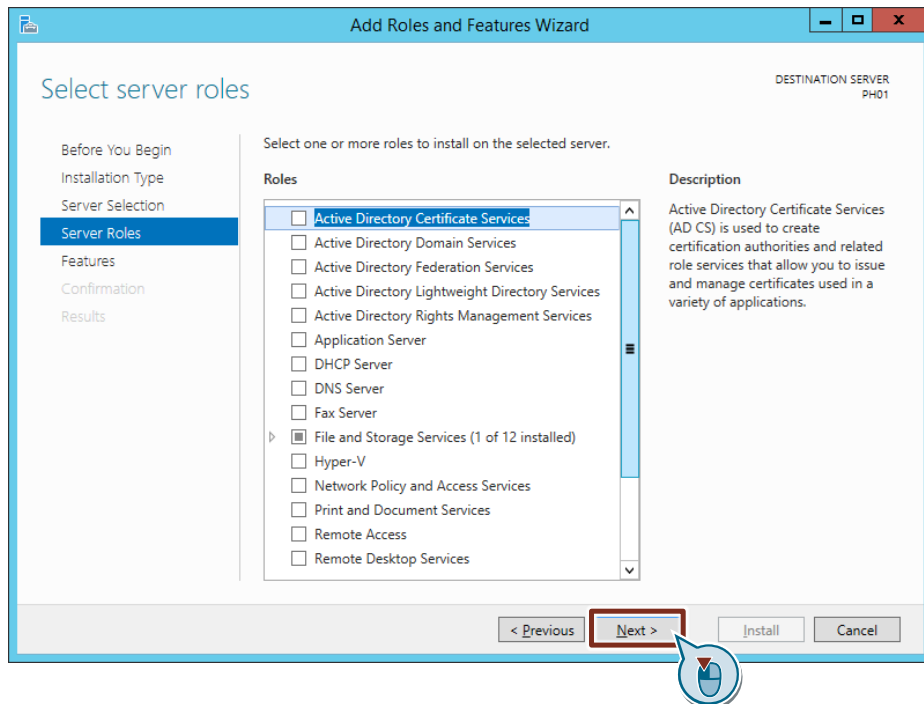 Add Roles and Features Wizard
Select server roles
DESTINATION SERVER
PH01
Before You Begin
Installation Type
Server Selection
Server Roles
Features
Confirmation
Results
Select one or more roles to install on the selected server.
Roles
Active Directory Certificate Services
Active Directory Domain Services
Active Directory Federation Services
Active Directory Lightweight Directory Services
Active Directory Rights Management Services
Application Server
DHCP Server
DNS Server
Fax Server
File and Storage Services (1 of 12 installed)
Hyper-V
Network Policy and Access Services
Print and Document Services
Remote Access
Remote Desktop Services
Description
Active Directory Certificate Services
(AD CS) is used to create
certification authorities and related
role services that allow you to issue
and manage certificates used in a
variety of applications.
< Previous
Next >
Install
Cancel